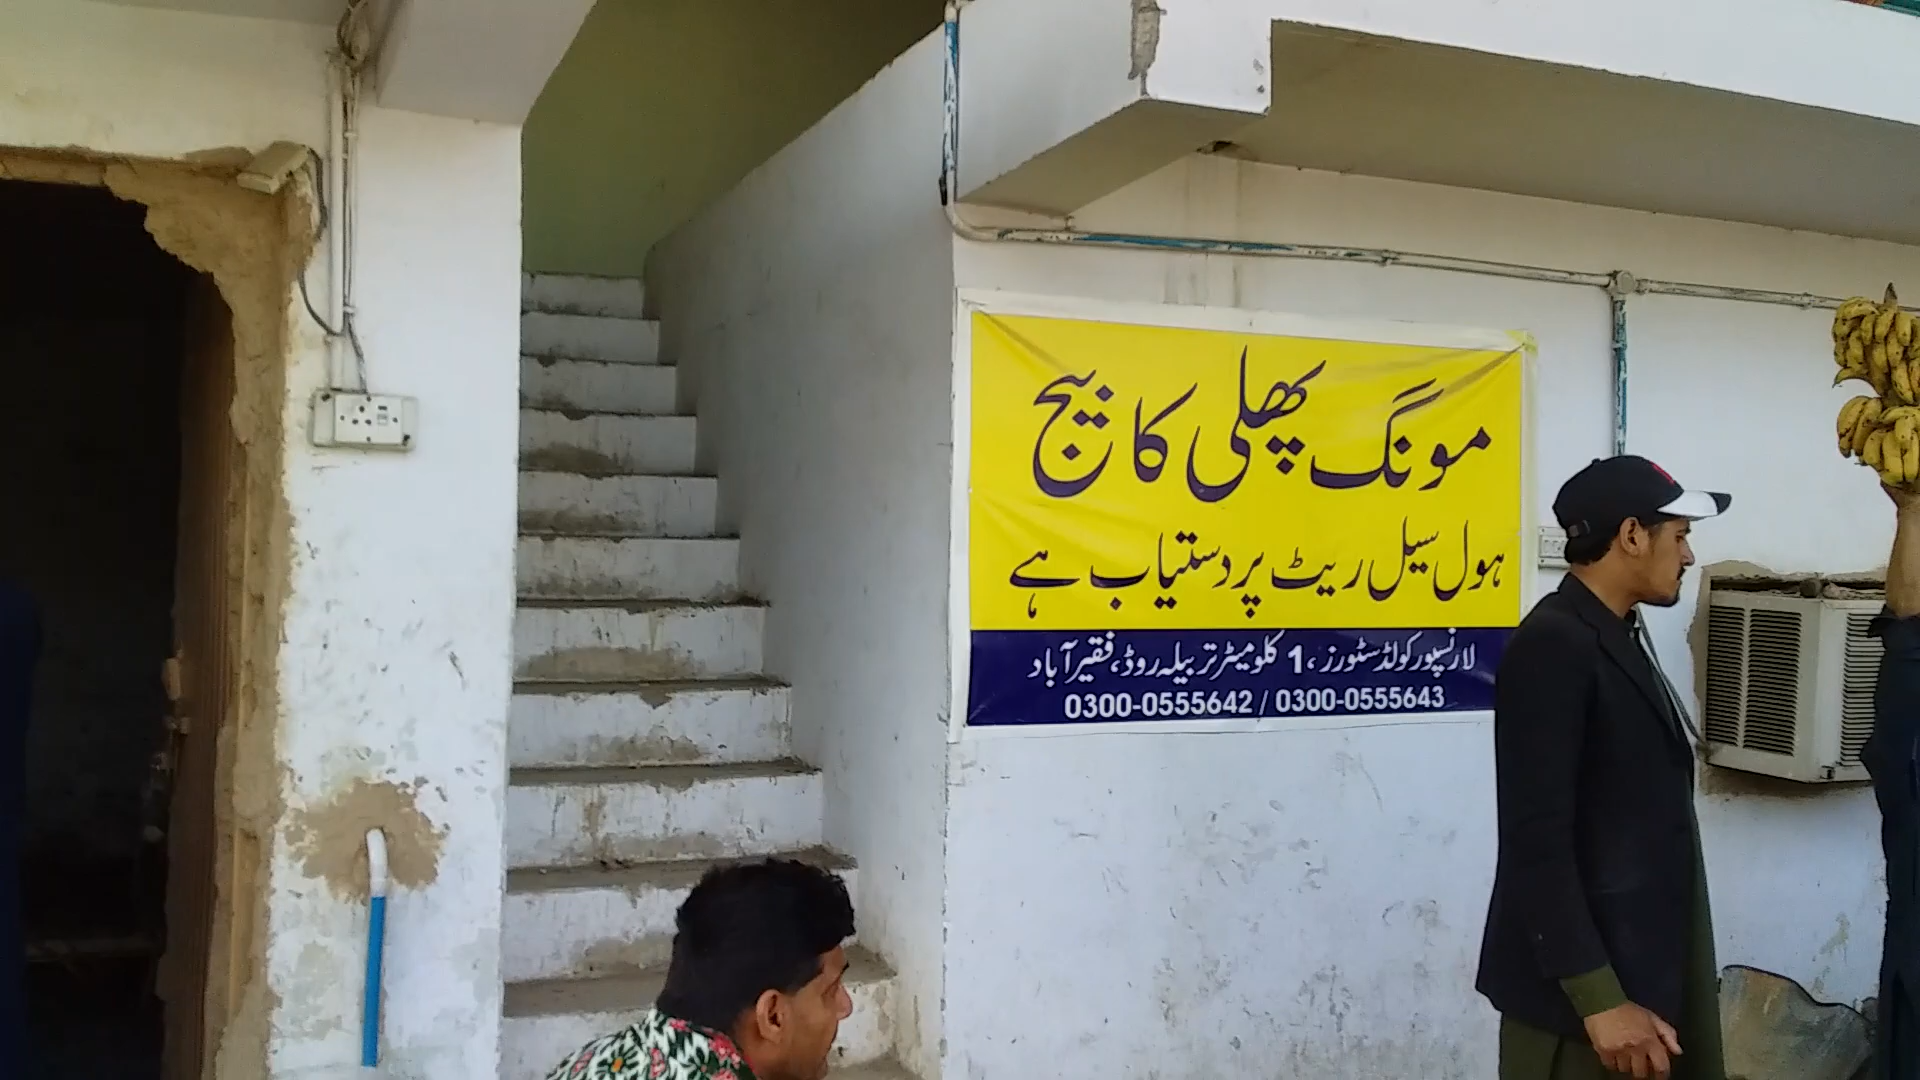 مونگ پھلی کا بیج
ہول سیل ریٹ پر دستیاب ہے
لارنسپور کولڈ سٹورز، 1 کلومیٹر تربیلہ روڈ، فقیر آباد
0300-0555642 / 0300-0555643